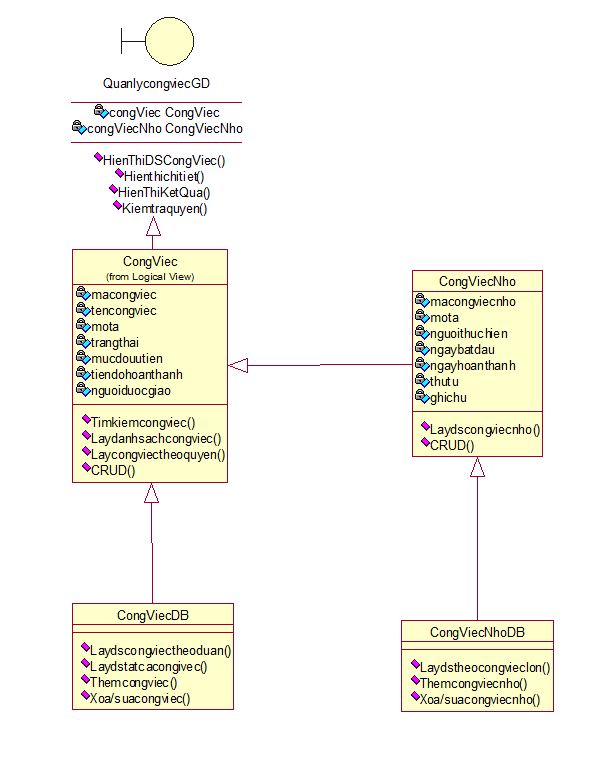 QuanlycongviecGD
congViec CongViec
congViecNho CongViecNho
HienThiDSCongViec()
Hienthichitiet()
HienThiKetQua()
Kiemtraquyen()
CongViec
(from Logical View)
macongviec
tencongviec
mota
trangthai
mucdouutien
tiendohoanthanh
nguoiduocgiao
Timkiemcongviec()
Laydanhsachcongviec()
Laycongviectheoquyen()
CRUD()
CongViecNho
macongviecnho
mota
nguoithuchien
ngaybatdau
ngayhoanthanh
thutu
ghichu
Laydscongviecnho()
CRUD()
CongViecDB
Laydscongviectheoduan()
Laydstatcacongivec()
Themcongviec()
Xoa/suacongviec()
CongViecNhoDB
Laydstheocongvieclon()
Themcongviecnho()
Xoa/suacongviecnho()